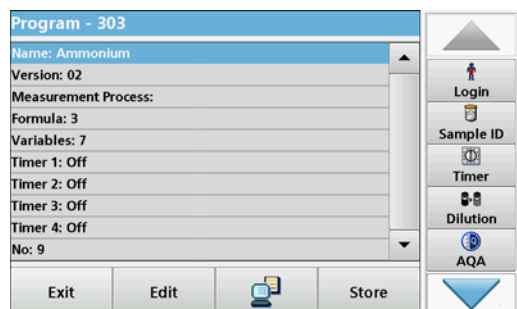 Program - 303
Name: Ammonium
Version: 02
Measurement Process:
Formula: 3
Variables: 7
Timer 1: Off
Timer 2: Off
Timer 3: Off
Timer 4: Off
No: 9
Exit
Edit
Store
Login
Sample ID
Timer
Dilution
AQA